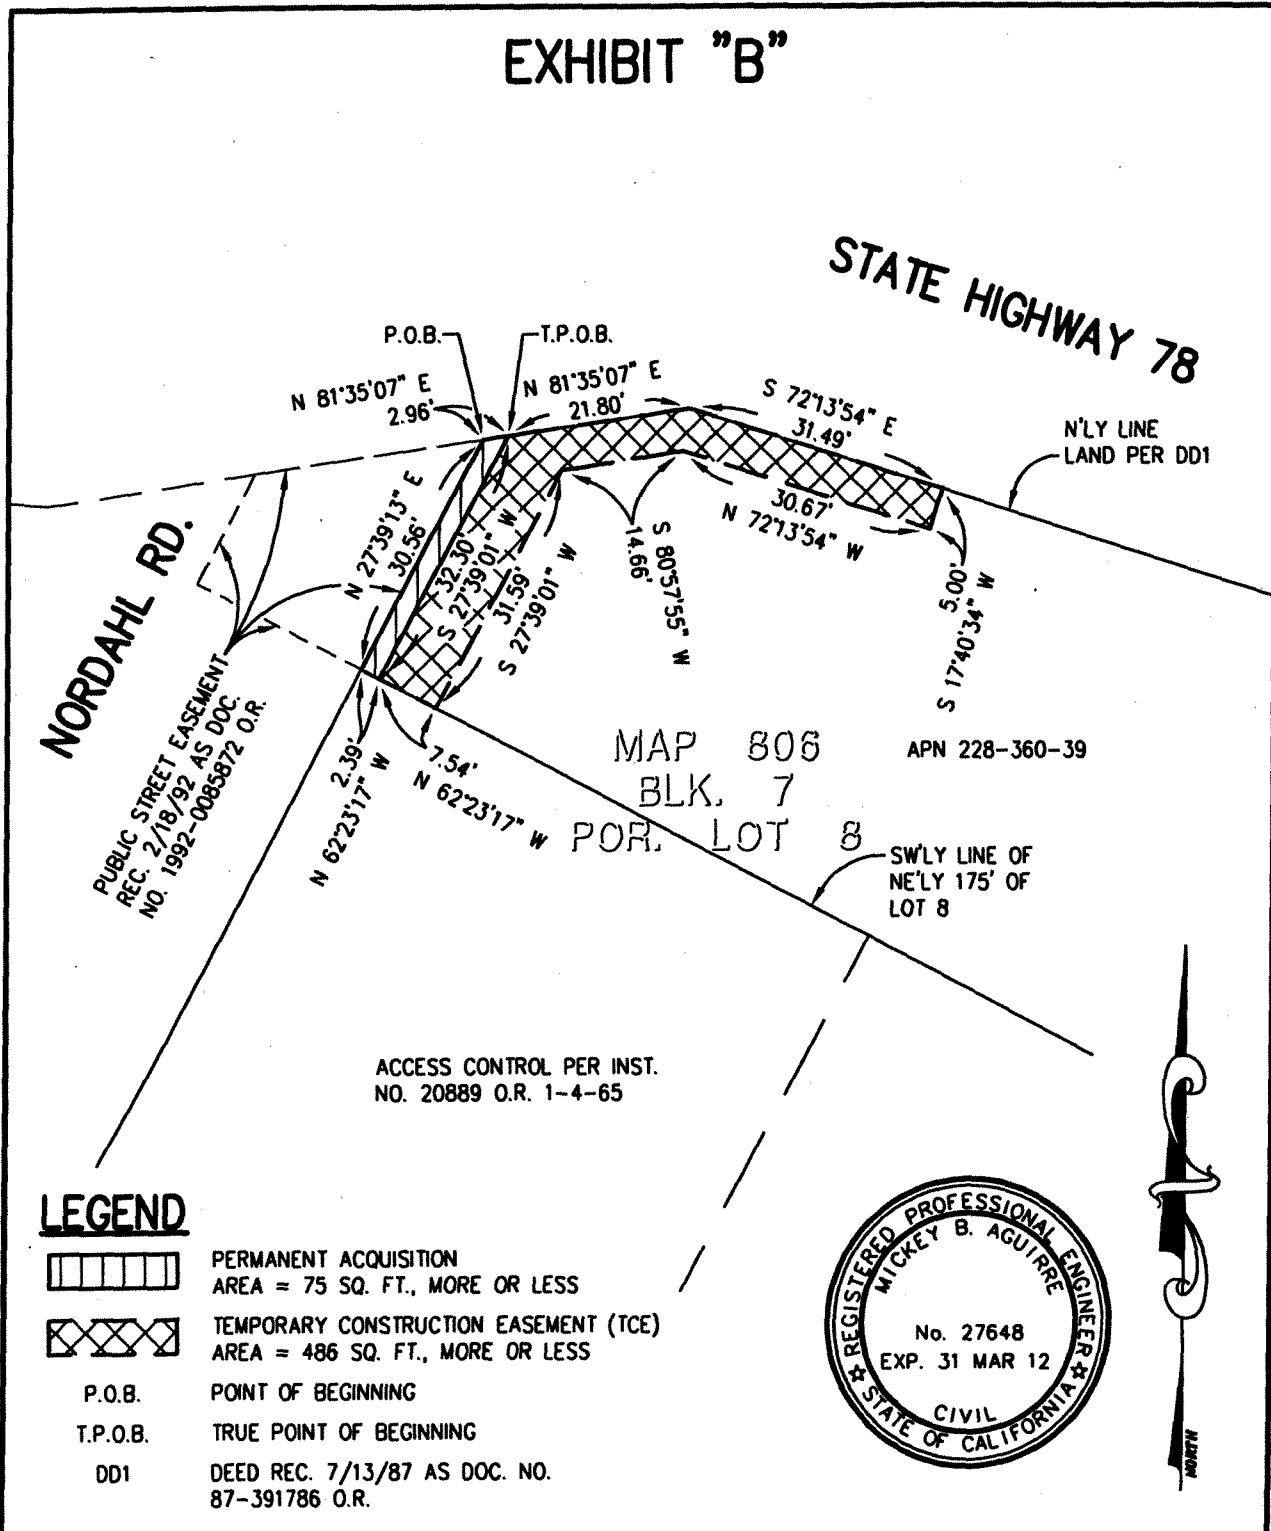 EXHIBIT "B"
STATE HIGHWAY 78
P.O.B.
T.P.O.B.
N 81°35'07" E
2.96'
N 81°35'07" E
21.80'
S 72°13'54" E
31.49'
N'LY LINE
LAND PER DD1
N 27°39'13" E
30.56'
32.30'
S 27°39'01" W
31.59'
S 27°39'01" W
S 80°57'55" W
14.66'
30.67'
N 72°13'54" W
5.00'
S 17°40'34" W
NORDAHL RD.
PUBLIC STREET EASEMENT
REC. 2/18/92 AS DOC.
NO. 1992-0085872 O.R.
2.39'
N 62°23'17" W
7.54'
N 62°23'17" W
MAP 806
BLK. 7
POR. LOT 8
APN 228-360-39
SW'LY LINE OF
NE'LY 175' OF
LOT 8
ACCESS CONTROL PER INST.
NO. 20889 O.R. 1-4-65
LEGEND
PERMANENT ACQUISITION
AREA = 75 SQ. FT., MORE OR LESS
TEMPORARY CONSTRUCTION EASEMENT (TCE)
AREA = 486 SQ. FT., MORE OR LESS
P.O.B. POINT OF BEGINNING
T.P.O.B. TRUE POINT OF BEGINNING
DD1 DEED REC. 7/13/87 AS DOC. NO.
87-391786 O.R.
REGISTERED PROFESSIONAL ENGINEER
MICKEY B. AGUIRRE
No. 27648
EXP. 31 MAR 12
CIVIL
STATE OF CALIFORNIA
NORTH